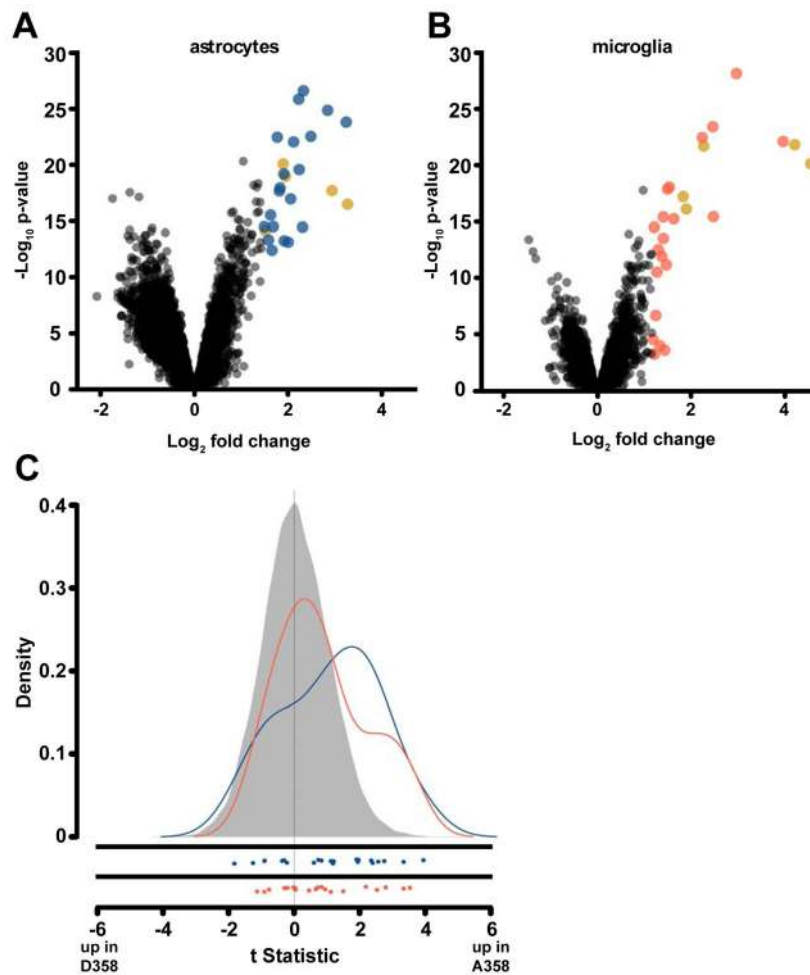 A
astrocytes
30
25
20
15
10
5
0
-Log10 p-value
-2
0
2
4
Log2 fold change
B
microglia
30
25
20
15
10
5
0
-Log10 p-value
-2
0
2
4
Log2 fold change
C
0.4
0.3
0.2
0.1
0
Density
-6
-4
-2
0
2
4
6
up in
D358
t Statistic
up in
A358